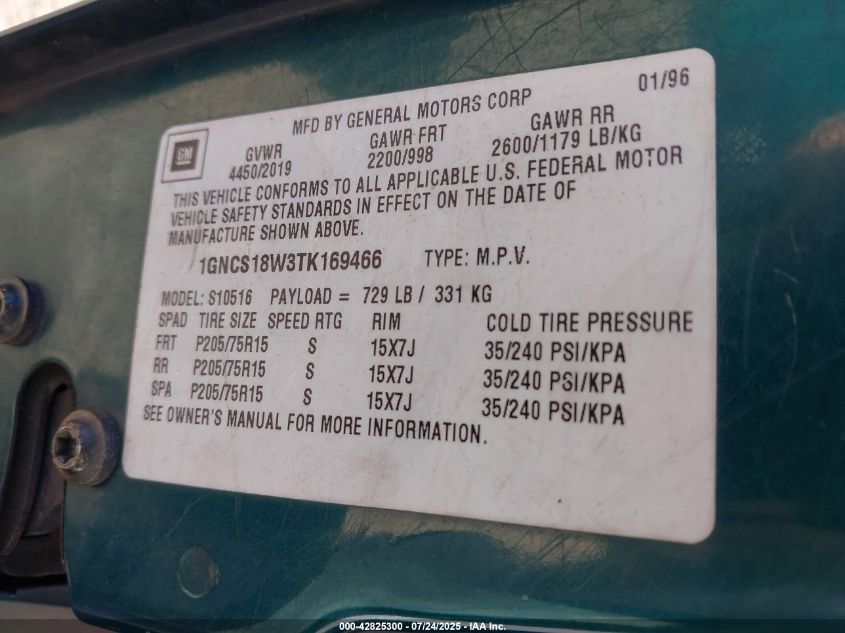 MFD BY GENERAL MOTORS CORP 01/96
GM
GVWR GAWR FRT GAWR RR
4450/2019 2200/998 2600/1179 LB/KG
THIS VEHICLE CONFORMS TO ALL APPLICABLE U.S. FEDERAL MOTOR
VEHICLE SAFETY STANDARDS IN EFFECT ON THE DATE OF
MANUFACTURE SHOWN ABOVE.
1GNCS18W3TK169466 TYPE: M.P.V.
MODEL: S10516 PAYLOAD = 729 LB / 331 KG
SPAD TIRE SIZE SPEED RTG RIM COLD TIRE PRESSURE
FRT P205/75R15 S 15X7J 35/240 PSI/KPA
RR P205/75R15 S 15X7J 35/240 PSI/KPA
SPA P205/75R15 S 15X7J 35/240 PSI/KPA
SEE OWNER'S MANUAL FOR MORE INFORMATION.
000-42825300 - 07/24/2025 - IAA Inc.